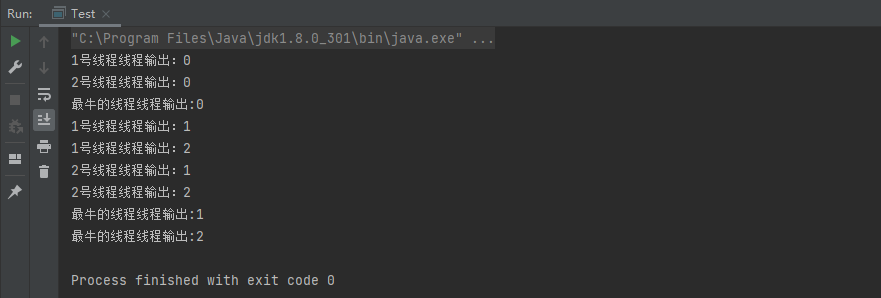 Run: Test ×
"C:\Program Files\Java\jdk1.8.0_301\bin\java.exe" ...
1号线程线程输出：0
2号线程线程输出：0
最牛的线程线程输出:0
1号线程线程输出：1
1号线程线程输出：2
2号线程线程输出：1
2号线程线程输出：2
最牛的线程线程输出:1
最牛的线程线程输出:2
Process finished with exit code 0